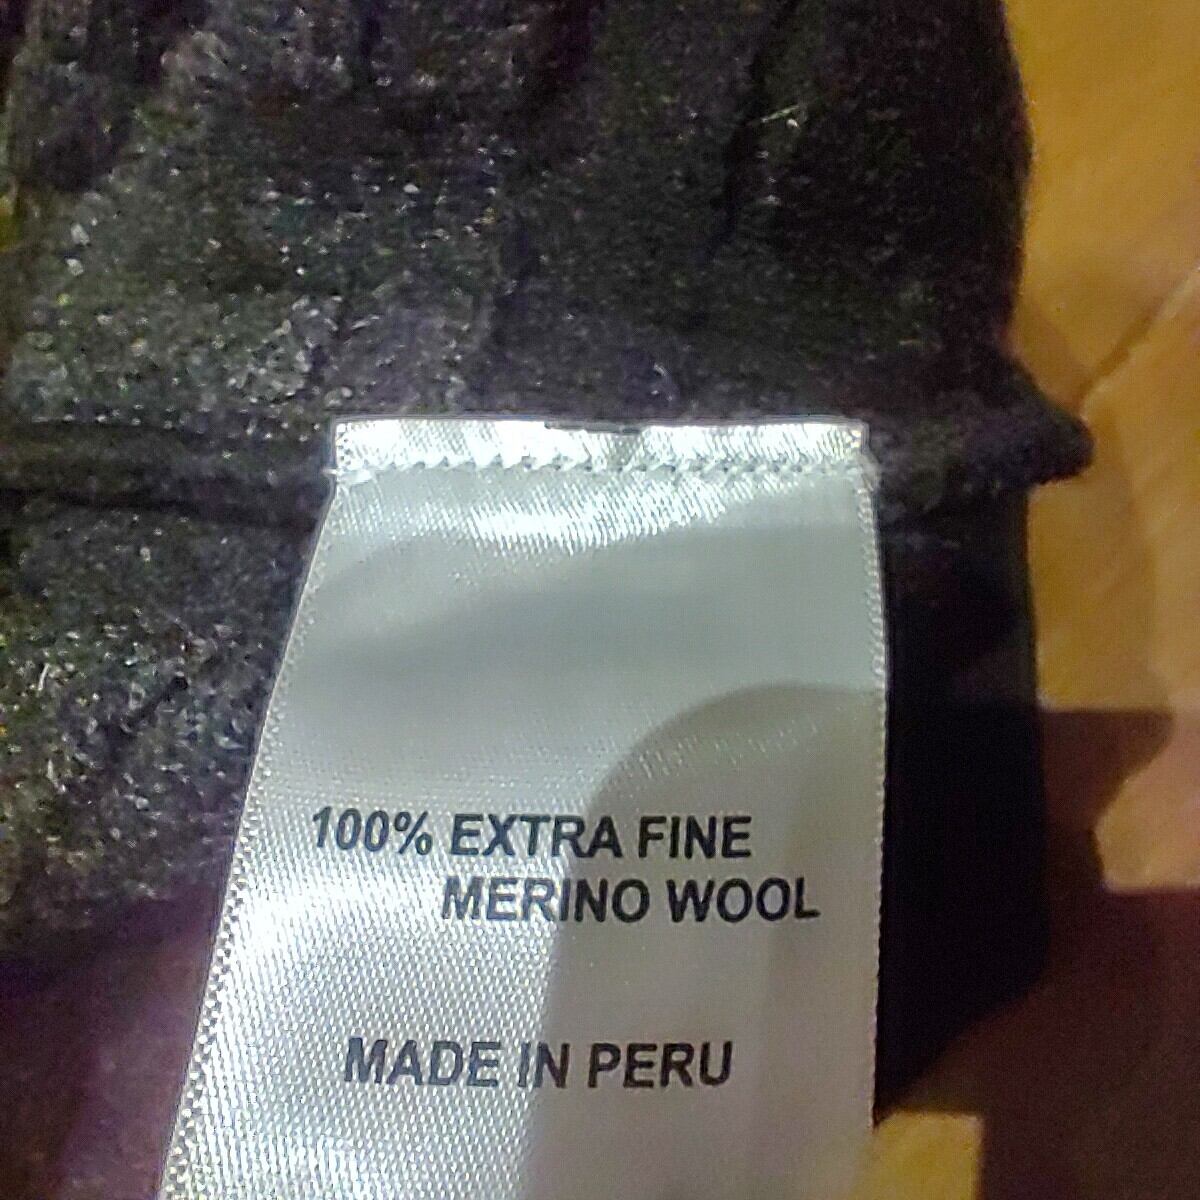 100% EXTRA FINE
MERINO WOOL
MADE IN PERU